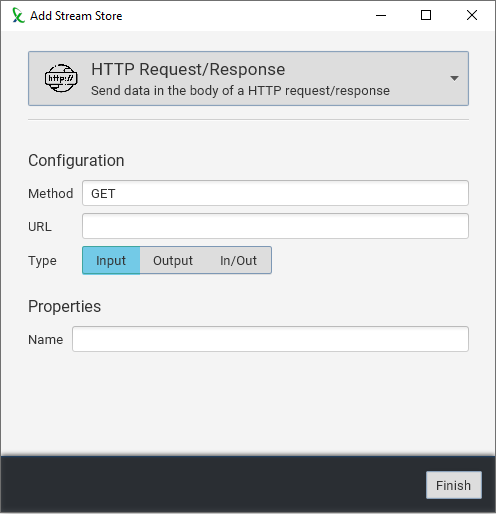 Add Stream Store
http://
HTTP Request/Response
Send data in the body of a HTTP request/response
Configuration
Method GET
URL
Type Input Output In/Out
Properties
Name
Finish